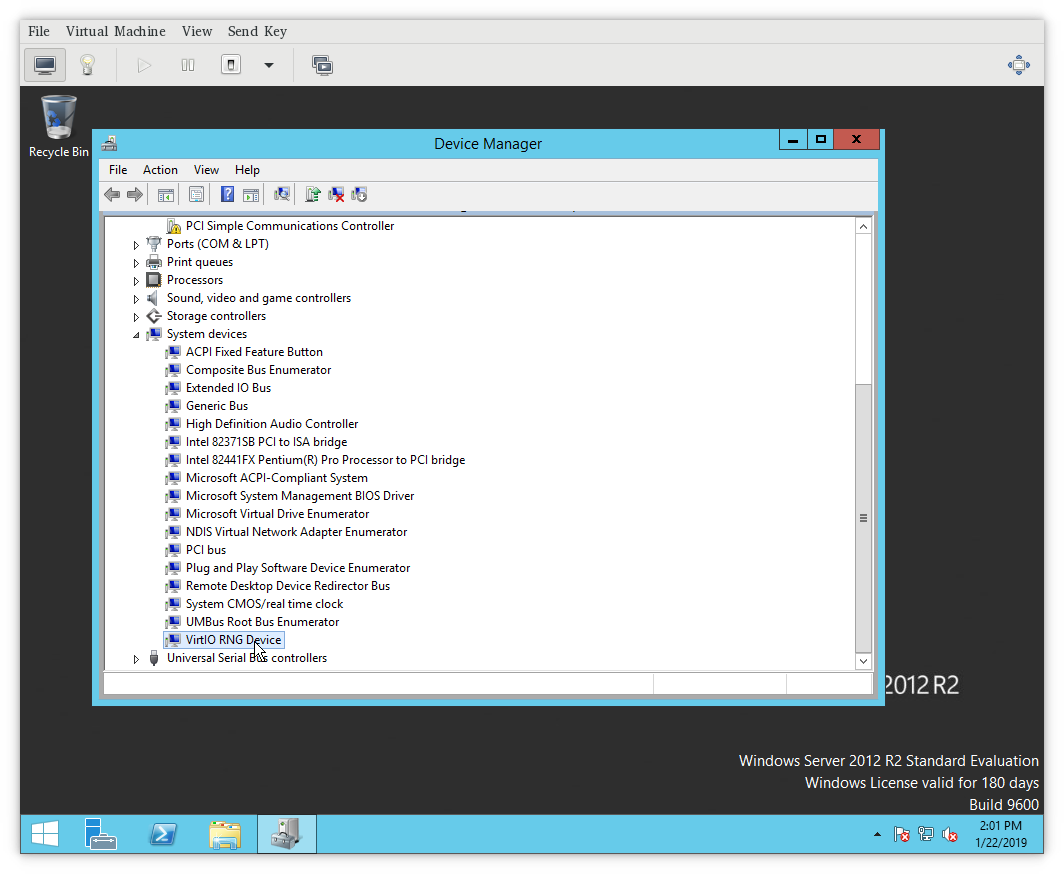 File Virtual Machine View Send Key
Recycle Bin
Device Manager
File Action View Help
PCI Simple Communications Controller
Ports (COM & LPT)
Print queues
Processors
Sound, video and game controllers
Storage controllers
System devices
ACPI Fixed Feature Button
Composite Bus Enumerator
Extended IO Bus
Generic Bus
High Definition Audio Controller
Intel 82371SB PCI to ISA bridge
Intel 82441FX Pentium(R) Pro Processor to PCI bridge
Microsoft ACPI-Compliant System
Microsoft System Management BIOS Driver
Microsoft Virtual Drive Enumerator
NDIS Virtual Network Adapter Enumerator
PCI bus
Plug and Play Software Device Enumerator
Remote Desktop Device Redirector Bus
System CMOS/real time clock
UMBus Root Bus Enumerator
VirtIO RNG Device
Universal Serial Bus controllers
2012 R2
Windows Server 2012 R2 Standard Evaluation
Windows License valid for 180 days
Build 9600
2:01 PM
1/22/2019